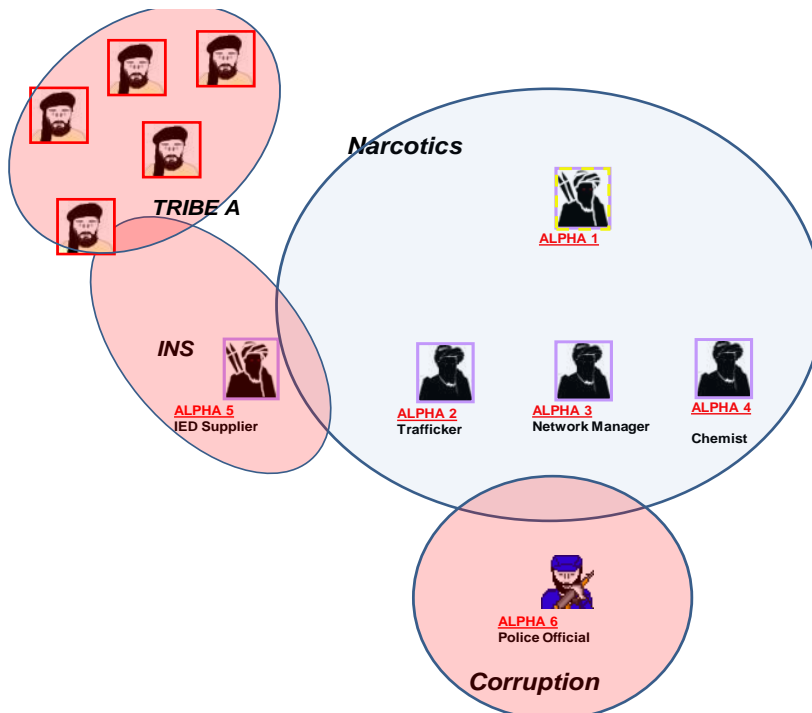 Narcotics
TRIBE A
ALPHA 1
INS
ALPHA 5
IED Supplier
ALPHA 2
Trafficker
ALPHA 3
Network Manager
ALPHA 4
Chemist
ALPHA 6
Police Official
Corruption